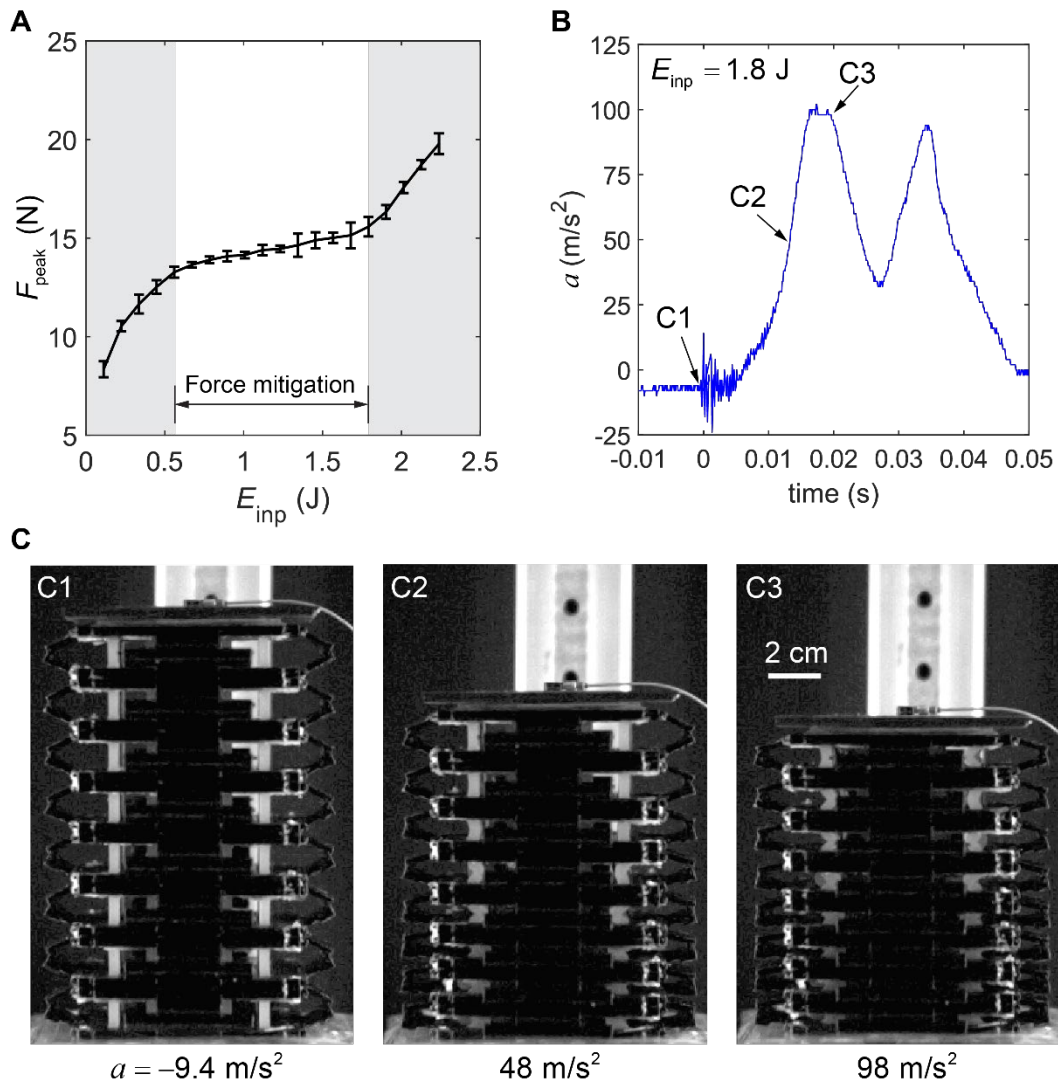 A
25
20
15
10
5
F_peak (N)
Force mitigation
0 0.5 1 1.5 2 2.5
E_inp (J)
B
125
100
75
50
25
0
-25
a (m/s²)
E_inp = 1.8 J
C3
C2
C1
-0.01 0 0.01 0.02 0.03 0.04 0.05
time (s)
C
C1
C2
C3
2 cm
a = −9.4 m/s²
48 m/s²
98 m/s²